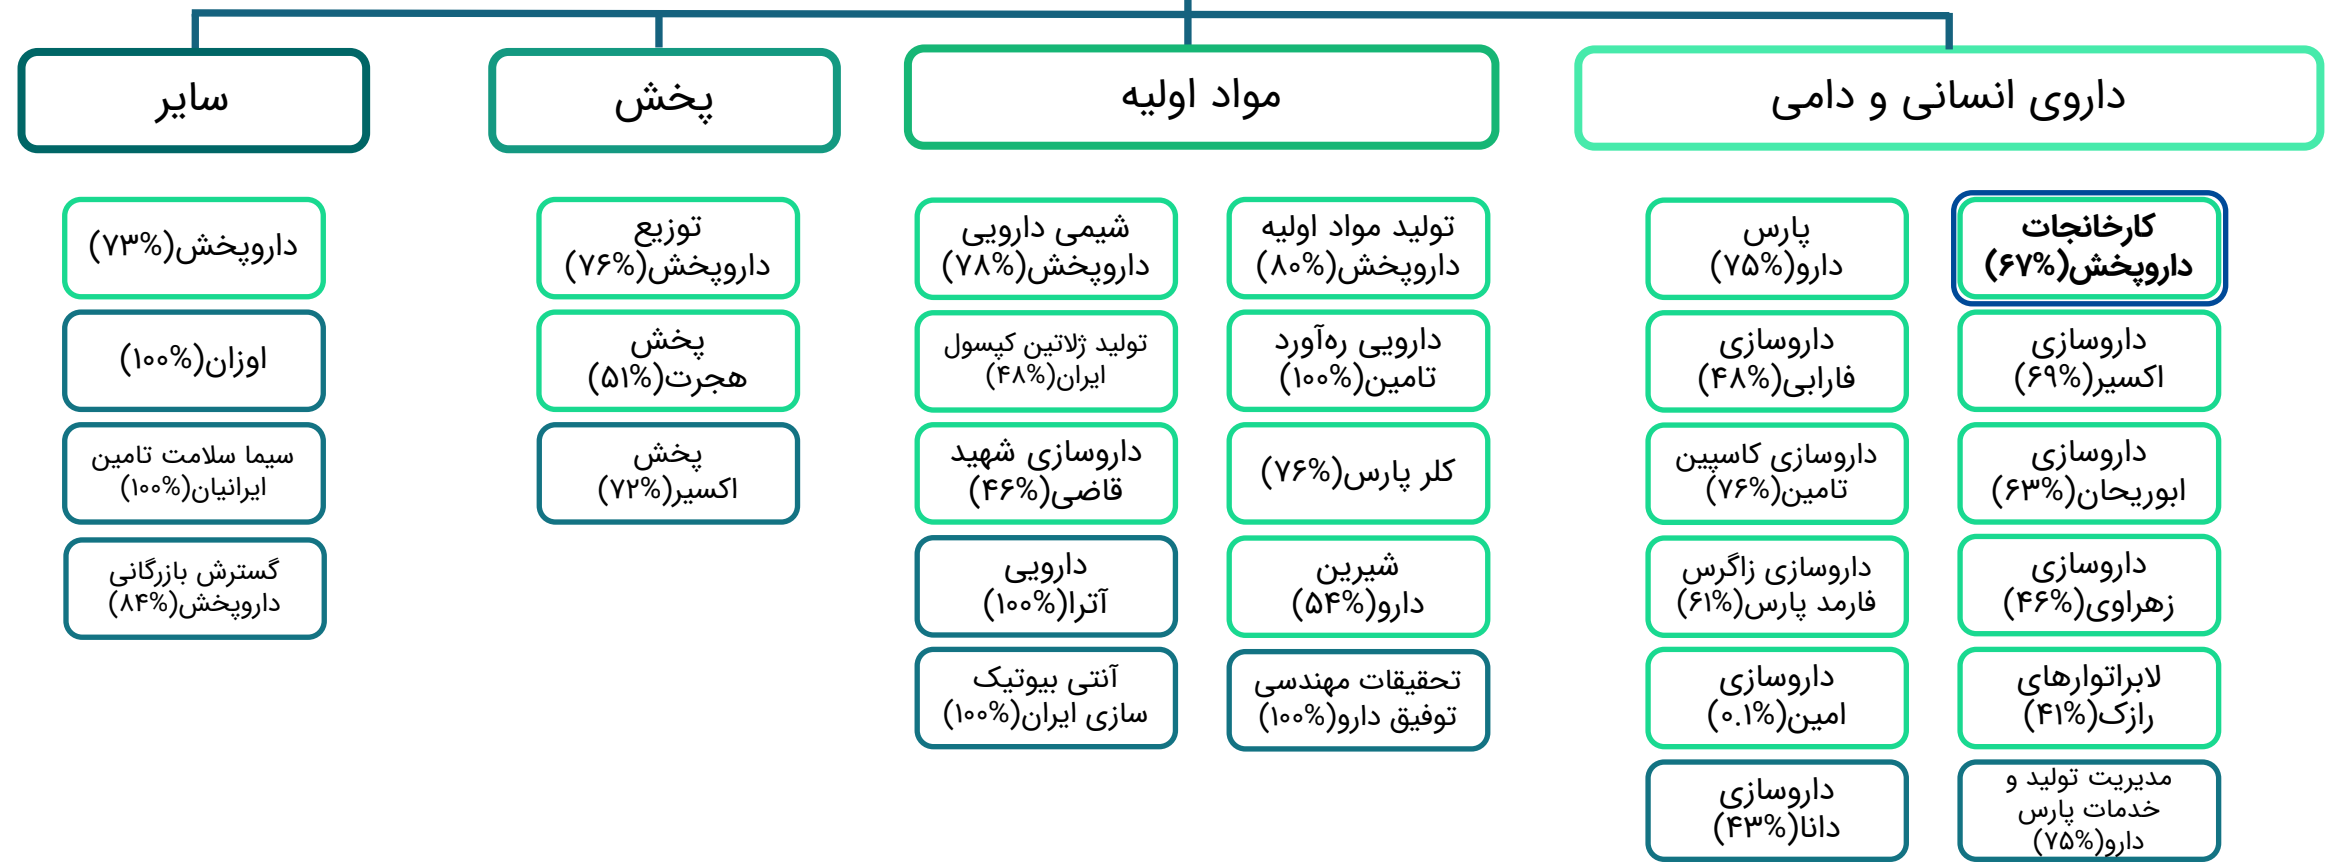 داروی انسانی و دامی
کارخانجات
داروپخش(۶۷%)
داروسازی
اکسیر(۶۹%)
داروسازی
ابوریحان(۶۳%)
داروسازی
زهراوی(۴۶%)
لابراتوارهای
رازک(۴۱%)
مدیریت تولید و
خدمات پارس
دارو(۷۵%)
پارس
دارو(۷۵%)
داروسازی
فارابی(۴۸%)
داروسازی کاسپین
تامین(۷۶%)
داروسازی زاگرس
فارمد پارس(۶۱%)
داروسازی
امین(۰.۱%)
داروسازی
دانا(۴۳%)
مواد اولیه
تولید مواد اولیه
داروپخش(۸۰%)
دارویی ره‌آورد
تامین(۱۰۰%)
کلر پارس(۷۶%)
شیرین
دارو(۵۴%)
تحقیقات مهندسی
توفیق دارو(۱۰۰%)
شیمی دارویی
داروپخش(۷۸%)
تولید ژلاتین کپسول
ایران(۴۸%)
داروسازی شهید
قاضی(۴۶%)
دارویی
آترا(۱۰۰%)
آنتی بیوتیک
سازی ایران(۱۰۰%)
پخش
توزیع
داروپخش(۷۶%)
پخش
هجرت(۵۱%)
پخش
اکسیر(۷۲%)
سایر
داروپخش(۷۳%)
اوزان(۱۰۰%)
سیما سلامت تامین
ایرانیان(۱۰۰%)
گسترش بازرگانی
داروپخش(۸۴%)